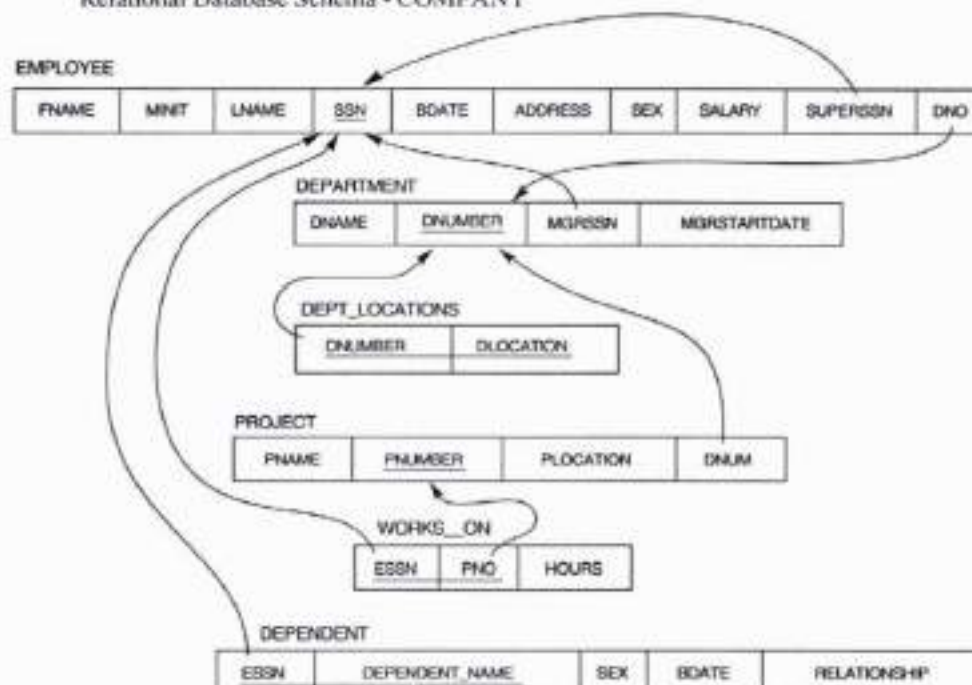 Relational Database Schema - COMPANY
EMPLOYEE
FNAME MINIT LNAME SSN BDATE ADDRESS SEX SALARY SUPERSSN DNO
DEPARTMENT
DNAME DNUMBER MGRSSN MGRSTARTDATE
DEPT_LOCATIONS
DNUMBER DLOCATION
PROJECT
PNAME PNUMBER PLOCATION DNUM
WORKS_ON
ESSN PNO HOURS
DEPENDENT
ESSN DEPENDENT_NAME SEX BDATE RELATIONSHIP